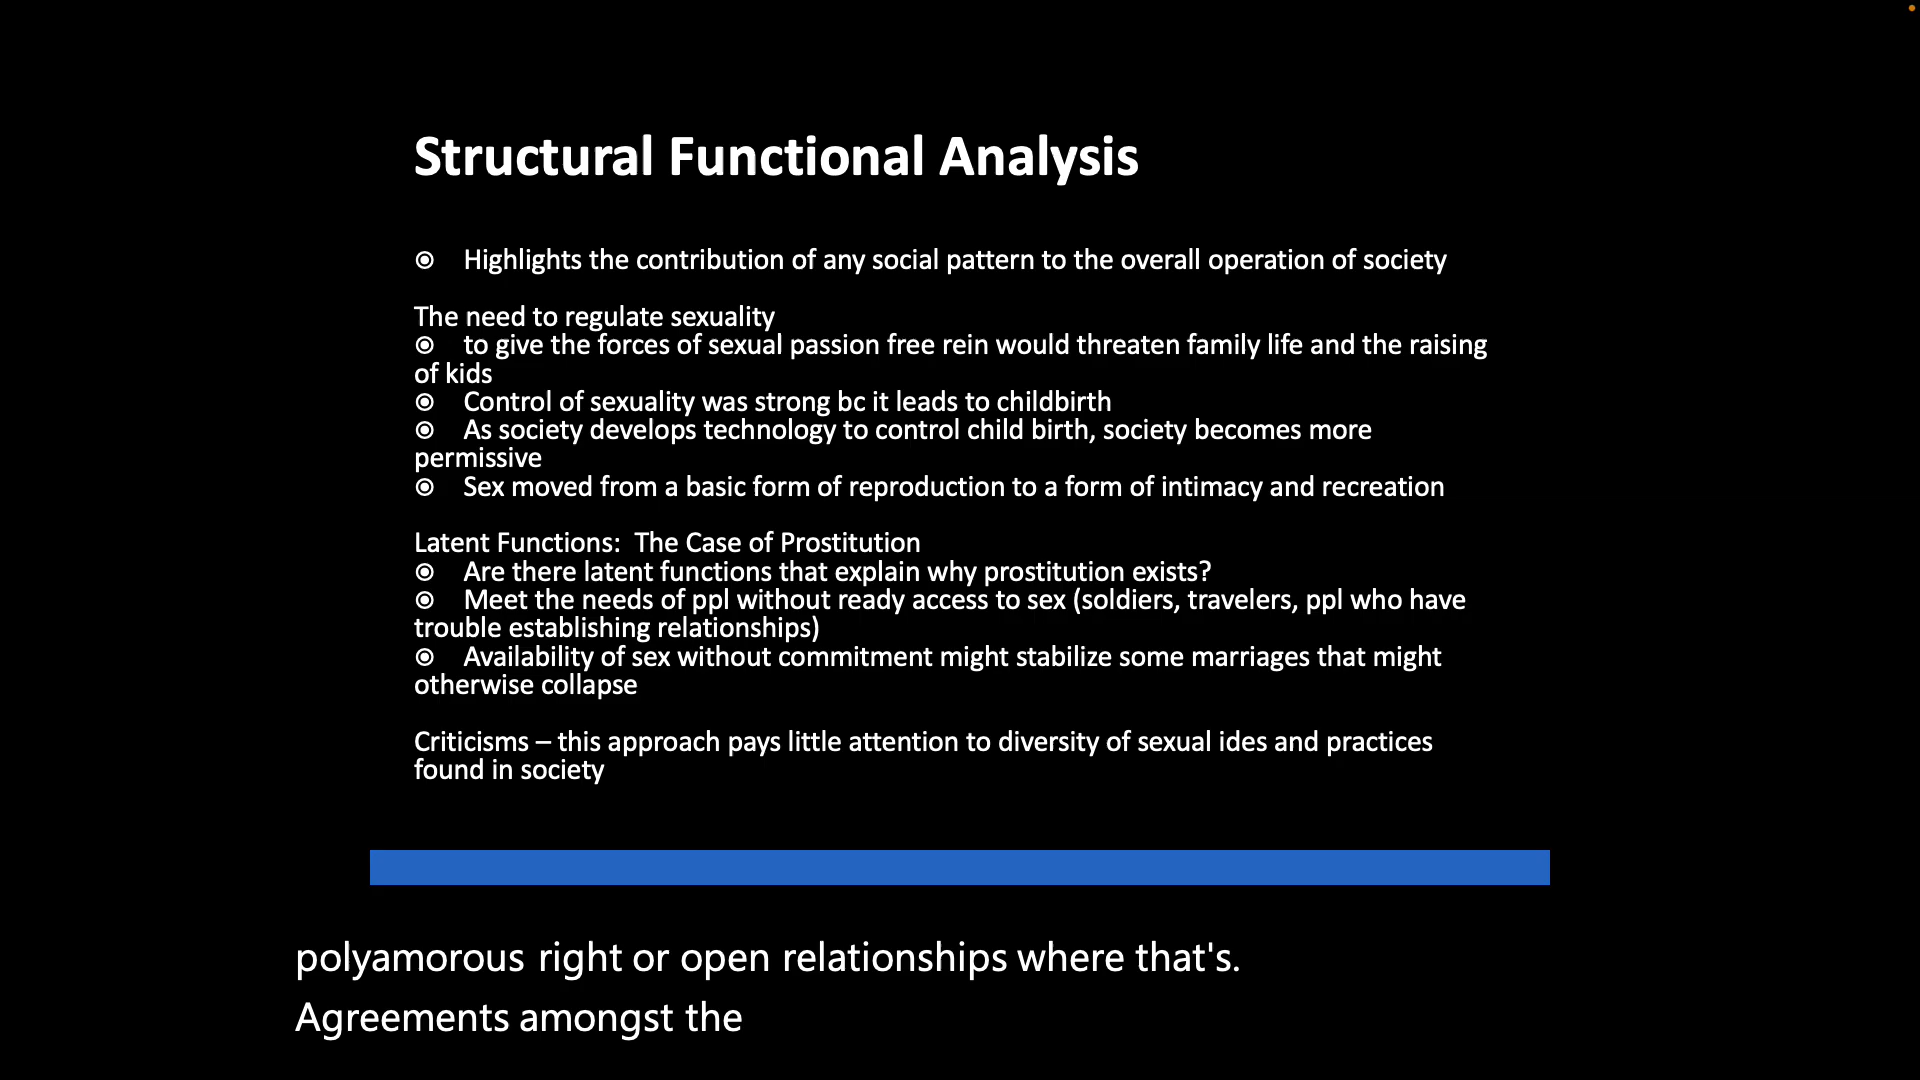 Structural Functional Analysis
◉ Highlights the contribution of any social pattern to the overall operation of society
The need to regulate sexuality
◉ to give the forces of sexual passion free rein would threaten family life and the raising
of kids
◉ Control of sexuality was strong bc it leads to childbirth
◉ As society develops technology to control child birth, society becomes more
permissive
◉ Sex moved from a basic form of reproduction to a form of intimacy and recreation
Latent Functions:  The Case of Prostitution
◉ Are there latent functions that explain why prostitution exists?
◉ Meet the needs of ppl without ready access to sex (soldiers, travelers, ppl who have
trouble establishing relationships)
◉ Availability of sex without commitment might stabilize some marriages that might
otherwise collapse
Criticisms – this approach pays little attention to diversity of sexual ides and practices
found in society
polyamorous right or open relationships where that's.
Agreements amongst the